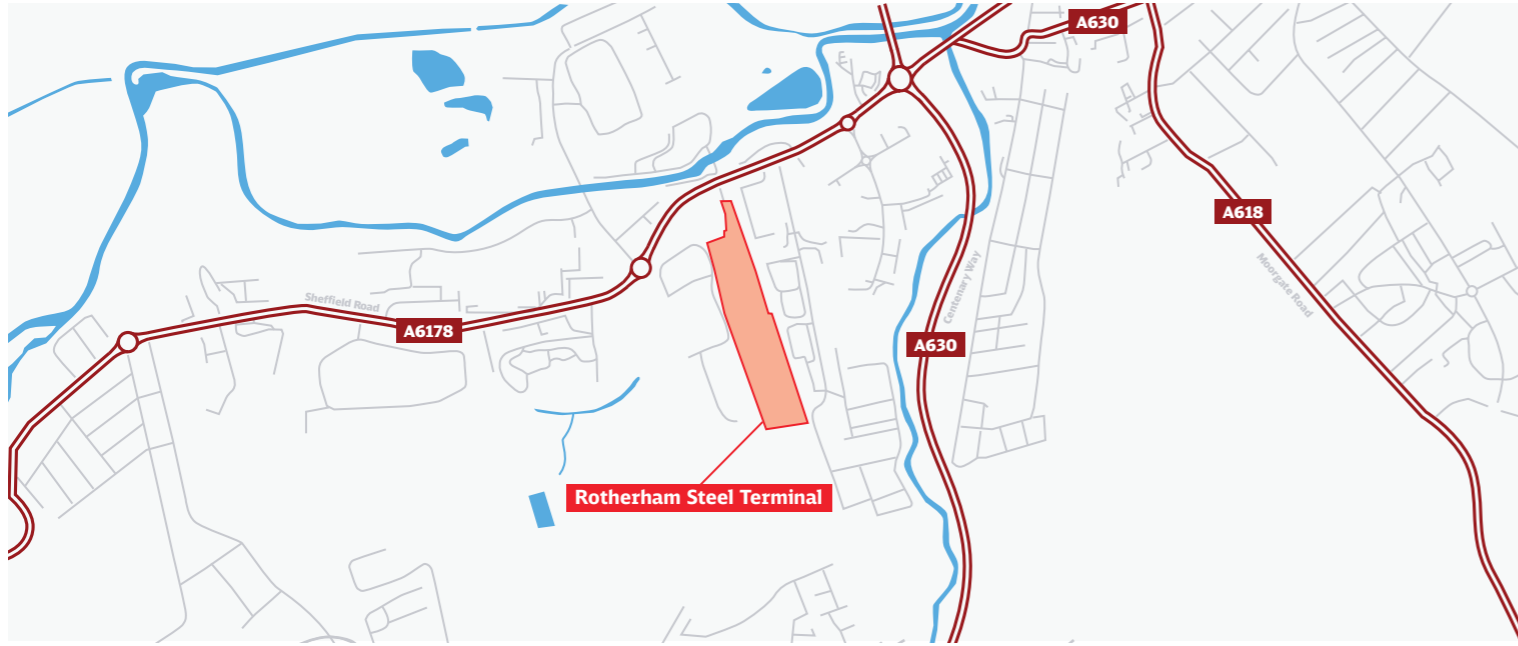 A630
A618
Moorgate Road
Centenary Way
Sheffield Road
A6178
A630
Rotherham Steel Terminal